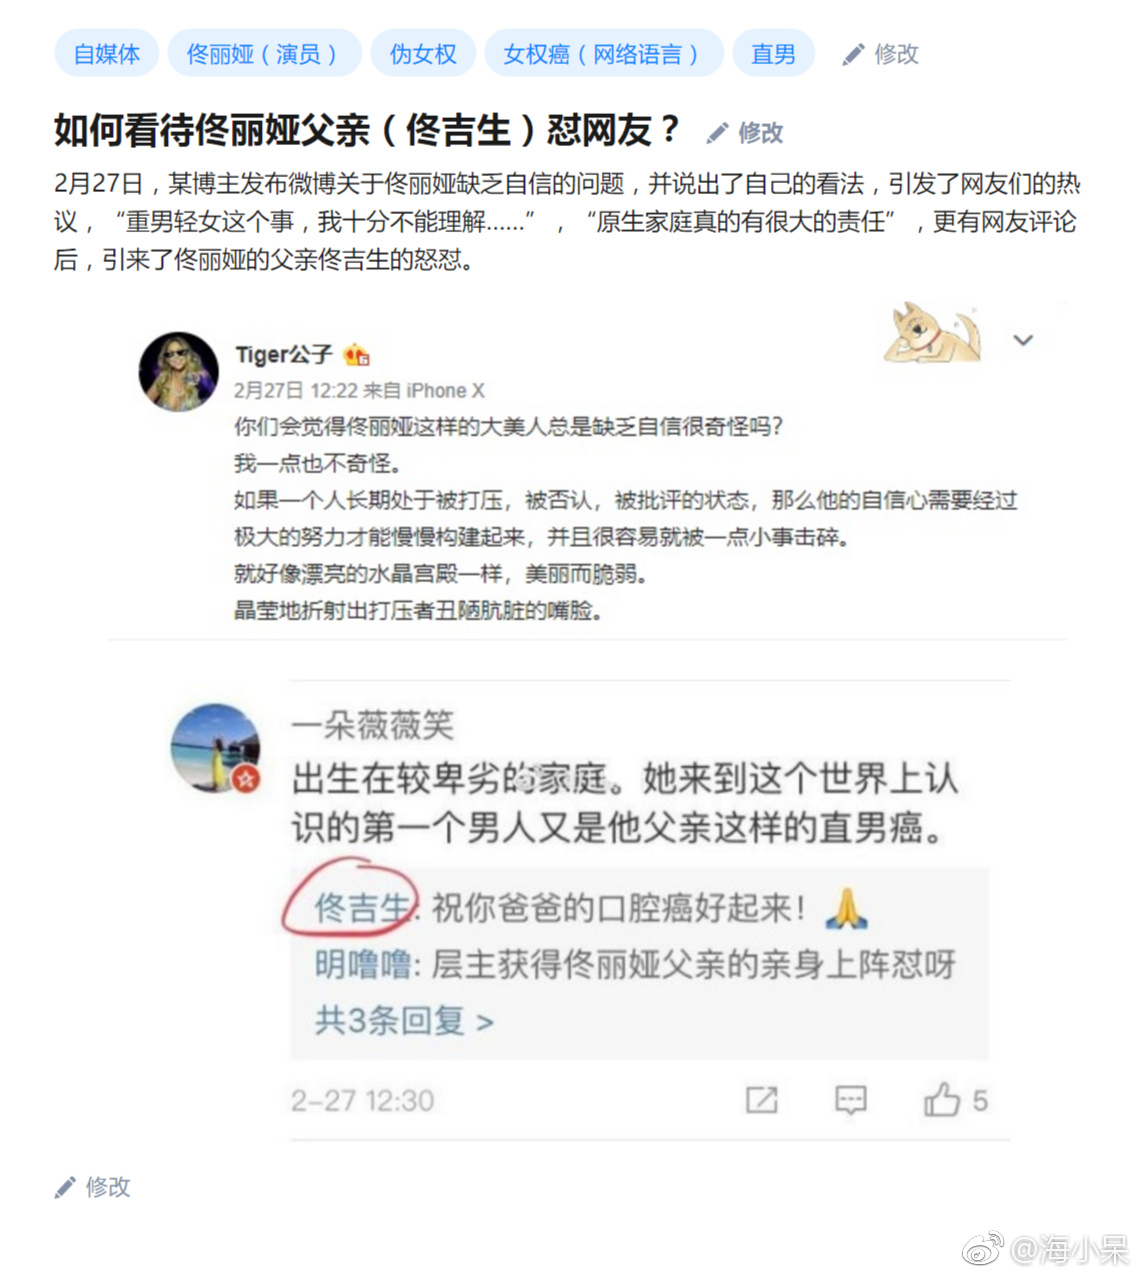 自媒体 佟丽娅（演员） 伪女权 女权癌（网络语言） 直男 修改
如何看待佟丽娅父亲（佟吉生）怼网友？ 修改
2月27日，某博主发布微博关于佟丽娅缺乏自信的问题，并说出了自己的看法，引发了网友们的热
议，“重男轻女这个事，我十分不能理解……”，“原生家庭真的有很大的责任”，更有网友评论
后，引来了佟丽娅的父亲佟吉生的怒怼。
Tiger公子
2月27日 12:22 来自 iPhone X
你们会觉得佟丽娅这样的大美人总是缺乏自信很奇怪吗？
我一点也不奇怪。
如果一个人长期处于被打压，被否认，被批评的状态，那么他的自信心需要经过
极大的努力才能慢慢构建起来，并且很容易就被一点小事击碎。
就好像漂亮的水晶宫殿一样，美丽而脆弱。
晶莹地折射出打压者丑陋肮脏的嘴脸。
一朵薇薇笑
出生在较卑劣的家庭。她来到这个世界上认
识的第一个男人又是他父亲这样的直男癌。
佟吉生: 祝你爸爸的口腔癌好起来！🙏
明噜噜: 层主获得佟丽娅父亲的亲身上阵怼呀
共3条回复 >
2-27 12:30 5
修改
@海小呆